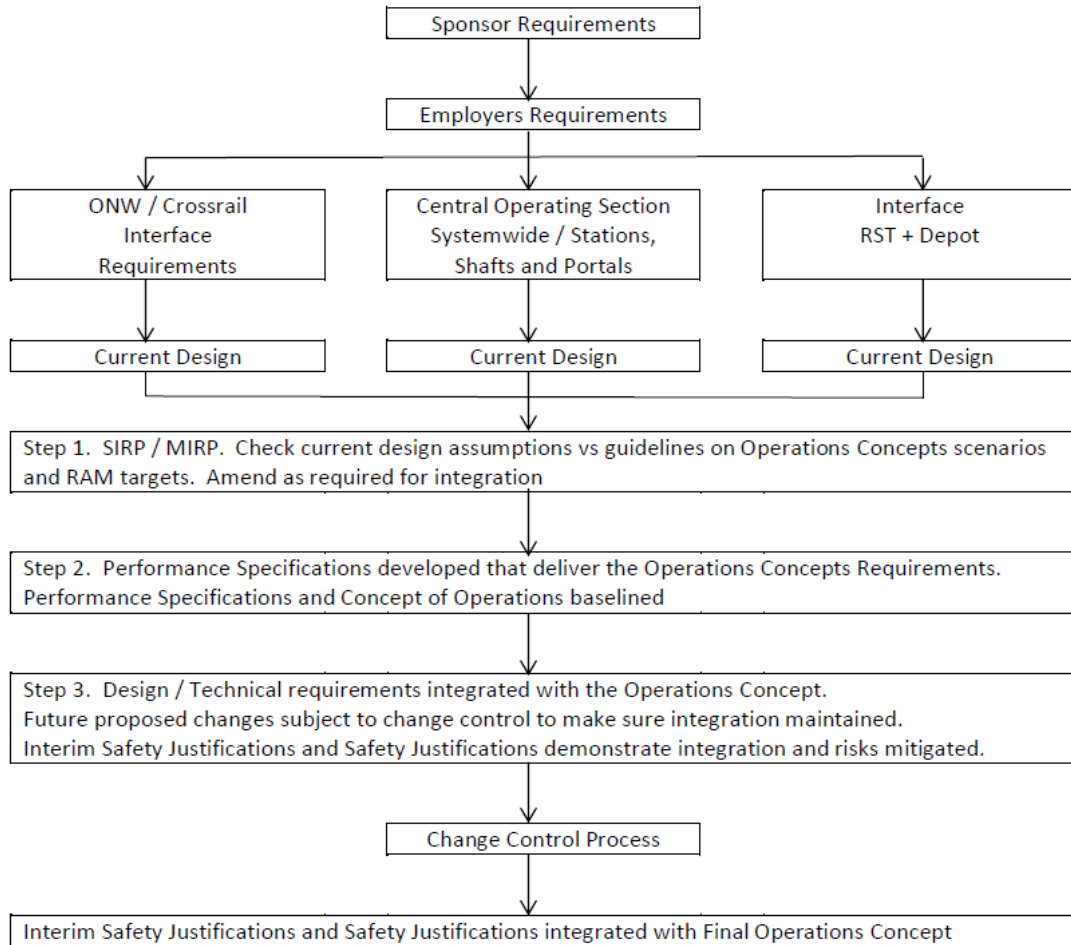 Sponsor Requirements
Employers Requirements
ONW / Crossrail
Interface
Requirements
Central Operating Section
Systemwide / Stations,
Shafts and Portals
Interface
RST + Depot
Current Design
Current Design
Current Design
Step 1.  SIRP / MIRP.  Check current design assumptions vs guidelines on Operations Concepts scenarios
and RAM targets.  Amend as required for integration
Step 2.  Performance Specifications developed that deliver the Operations Concepts Requirements.
Performance Specifications and Concept of Operations baselined
Step 3.  Design / Technical requirements integrated with the Operations Concept.
Future proposed changes subject to change control to make sure integration maintained.
Interim Safety Justifications and Safety Justifications demonstrate integration and risks mitigated.
Change Control Process
Interim Safety Justifications and Safety Justifications integrated with Final Operations Concept